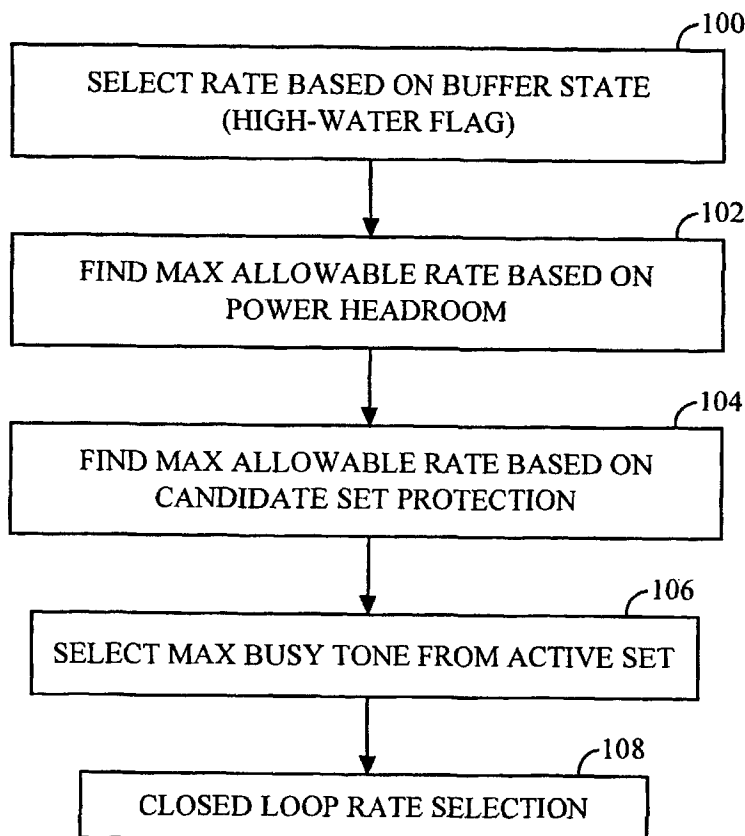 100
SELECT RATE BASED ON BUFFER STATE
(HIGH-WATER FLAG)
102
FIND MAX ALLOWABLE RATE BASED ON
POWER HEADROOM
104
FIND MAX ALLOWABLE RATE BASED ON
CANDIDATE SET PROTECTION
106
SELECT MAX BUSY TONE FROM ACTIVE SET
108
CLOSED LOOP RATE SELECTION